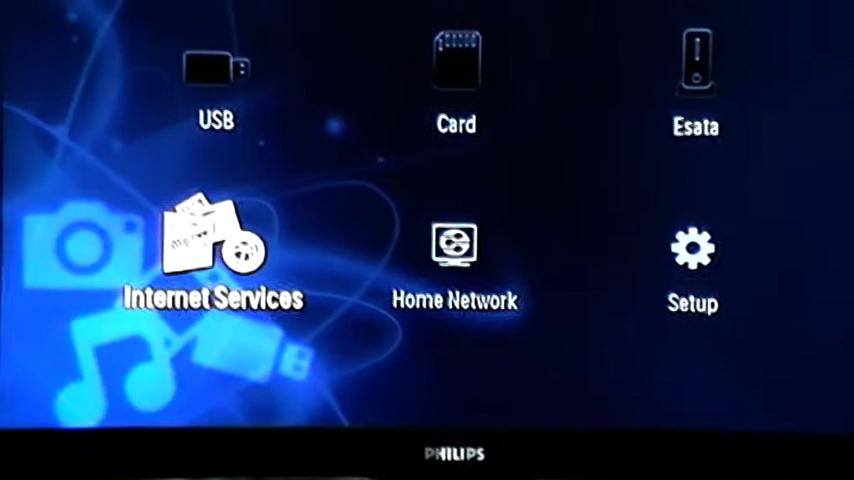 USB
Card
Esata
Internet Services
Home Network
Setup
PHILIPS